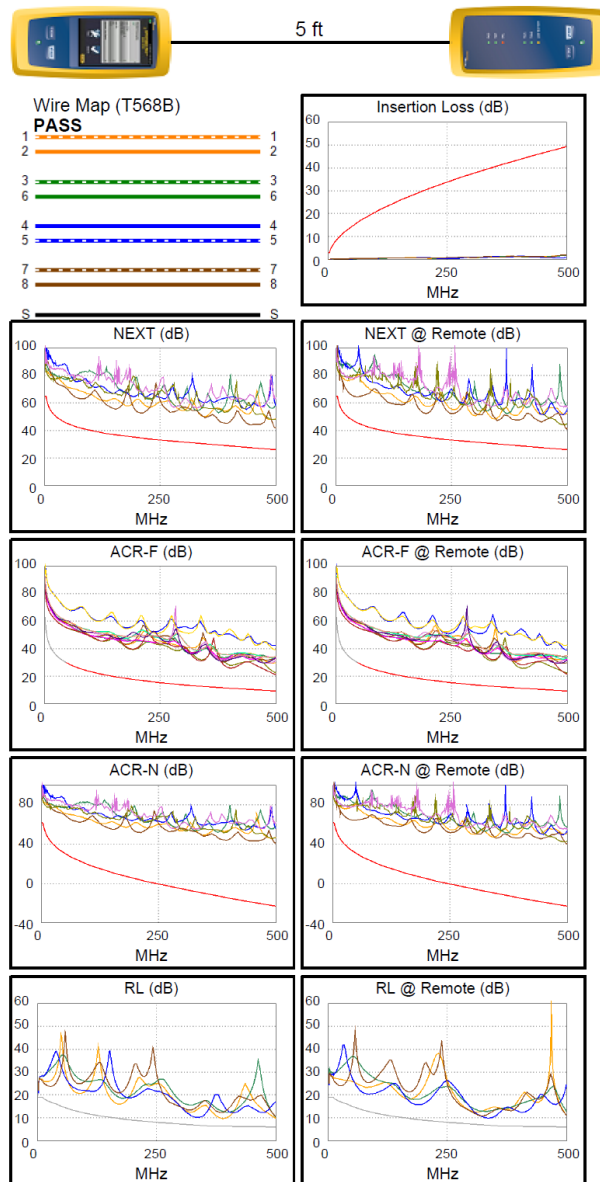 5 ft
Wire Map (T568B)
PASS
1 1
2 2
3 3
6 6
4 4
5 5
7 7
8 8
S S
Insertion Loss (dB)
60
50
40
30
20
10
0
0 250 500
MHz
NEXT (dB)
100
80
60
40
20
0
0 250 500
MHz
NEXT @ Remote (dB)
100
80
60
40
20
0
0 250 500
MHz
ACR-F (dB)
100
80
60
40
20
0
0 250 500
MHz
ACR-F @ Remote (dB)
100
80
60
40
20
0
0 250 500
MHz
ACR-N (dB)
80
40
0
-40
0 250 500
MHz
ACR-N @ Remote (dB)
80
40
0
-40
0 250 500
MHz
RL (dB)
60
50
40
30
20
10
0
0 250 500
MHz
RL @ Remote (dB)
60
50
40
30
20
10
0
0 250 500
MHz